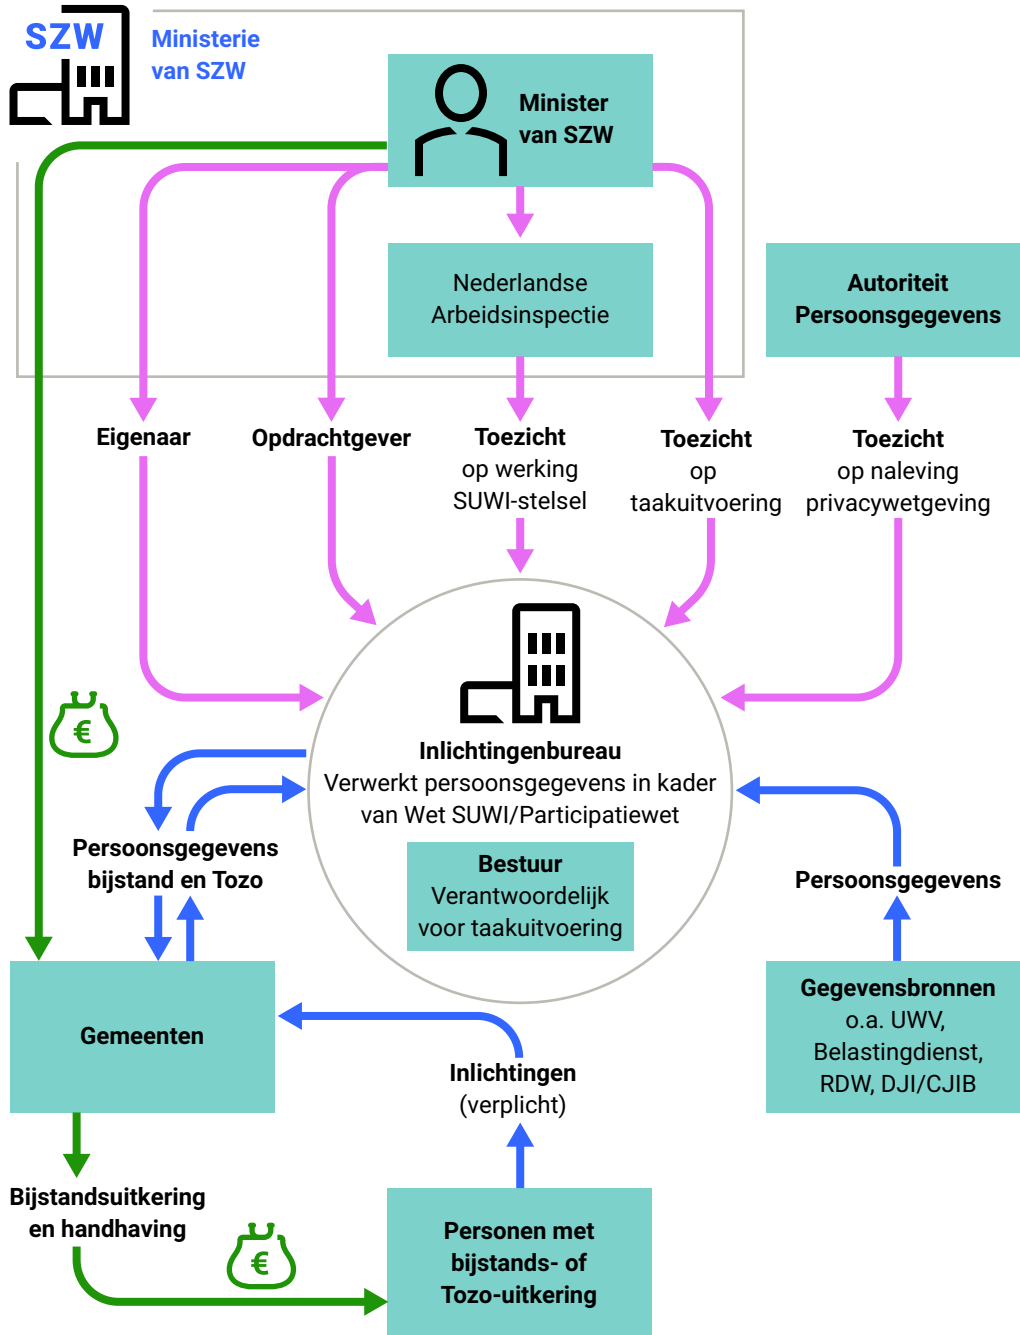 SZW
Ministerie
van SZW
Minister
van SZW
Nederlandse
Arbeidsinspectie
Autoriteit
Persoonsgegevens
Eigenaar
Opdrachtgever
Toezicht
op werking
SUWI-stelsel
Toezicht
op
taakuitvoering
Toezicht
op naleving
privacywetgeving
€
Inlichtingenbureau
Verwerkt persoonsgegevens in kader
van Wet SUWI/Participatiewet
Bestuur
Verantwoordelijk
voor taakuitvoering
Persoonsgegevens
bijstand en Tozo
Persoonsgegevens
Gemeenten
Gegevensbronnen
o.a. UWV,
Belastingdienst,
RDW, DJI/CJIB
Inlichtingen
(verplicht)
Bijstandsuitkering
en handhaving
€
Personen met
bijstands- of
Tozo-uitkering